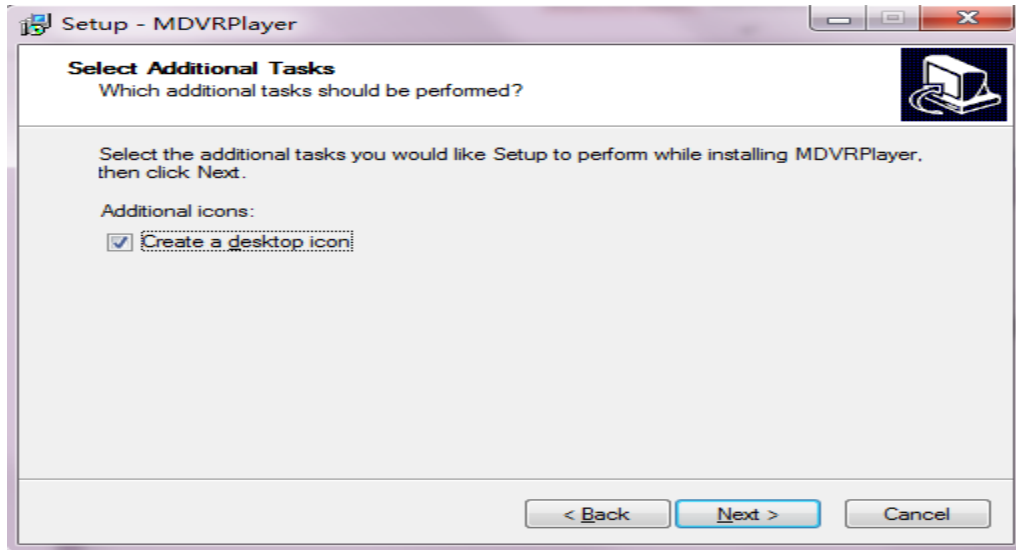 Setup - MDVRPlayer
Select Additional Tasks
Which additional tasks should be performed?
Select the additional tasks you would like Setup to perform while installing MDVRPlayer,
then click Next.
Additional icons:
Create a desktop icon
< Back Next > Cancel